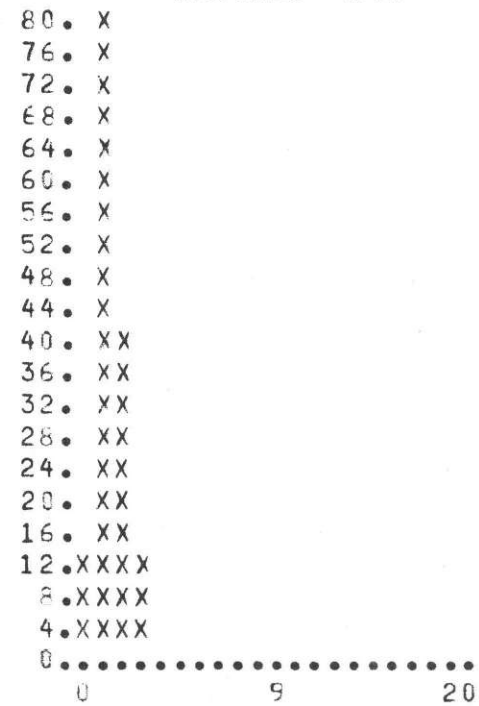 80. X
76. X
72. X
68. X
64. X
60. X
56. X
52. X
48. X
44. X
40. XX
36. XX
32. XX
28. XX
24. XX
20. XX
16. XX
12.XXXX
8.XXXX
4.XXXX
0......................
0 9 20